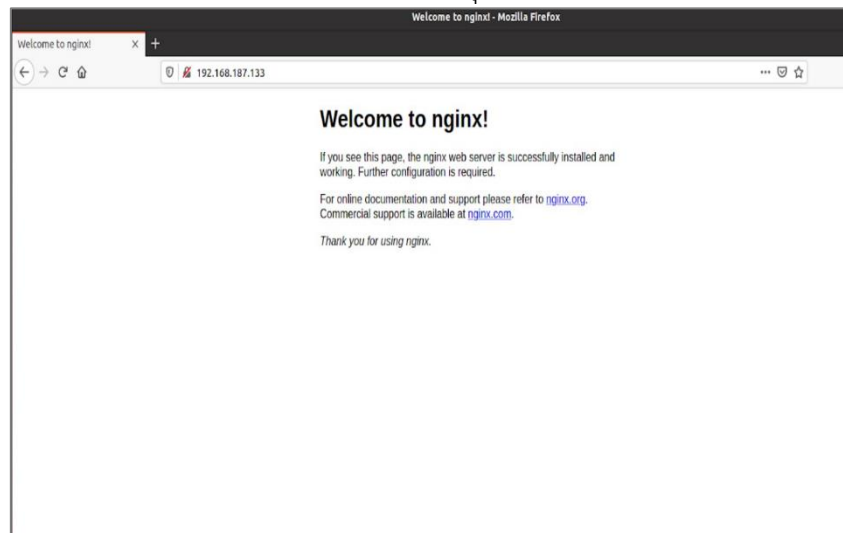 Welcome to nginx! - Mozilla Firefox
Welcome to nginx! × +
192.168.187.133
Welcome to nginx!
If you see this page, the nginx web server is successfully installed and
working. Further configuration is required.
For online documentation and support please refer to nginx.org.
Commercial support is available at nginx.com.
Thank you for using nginx.